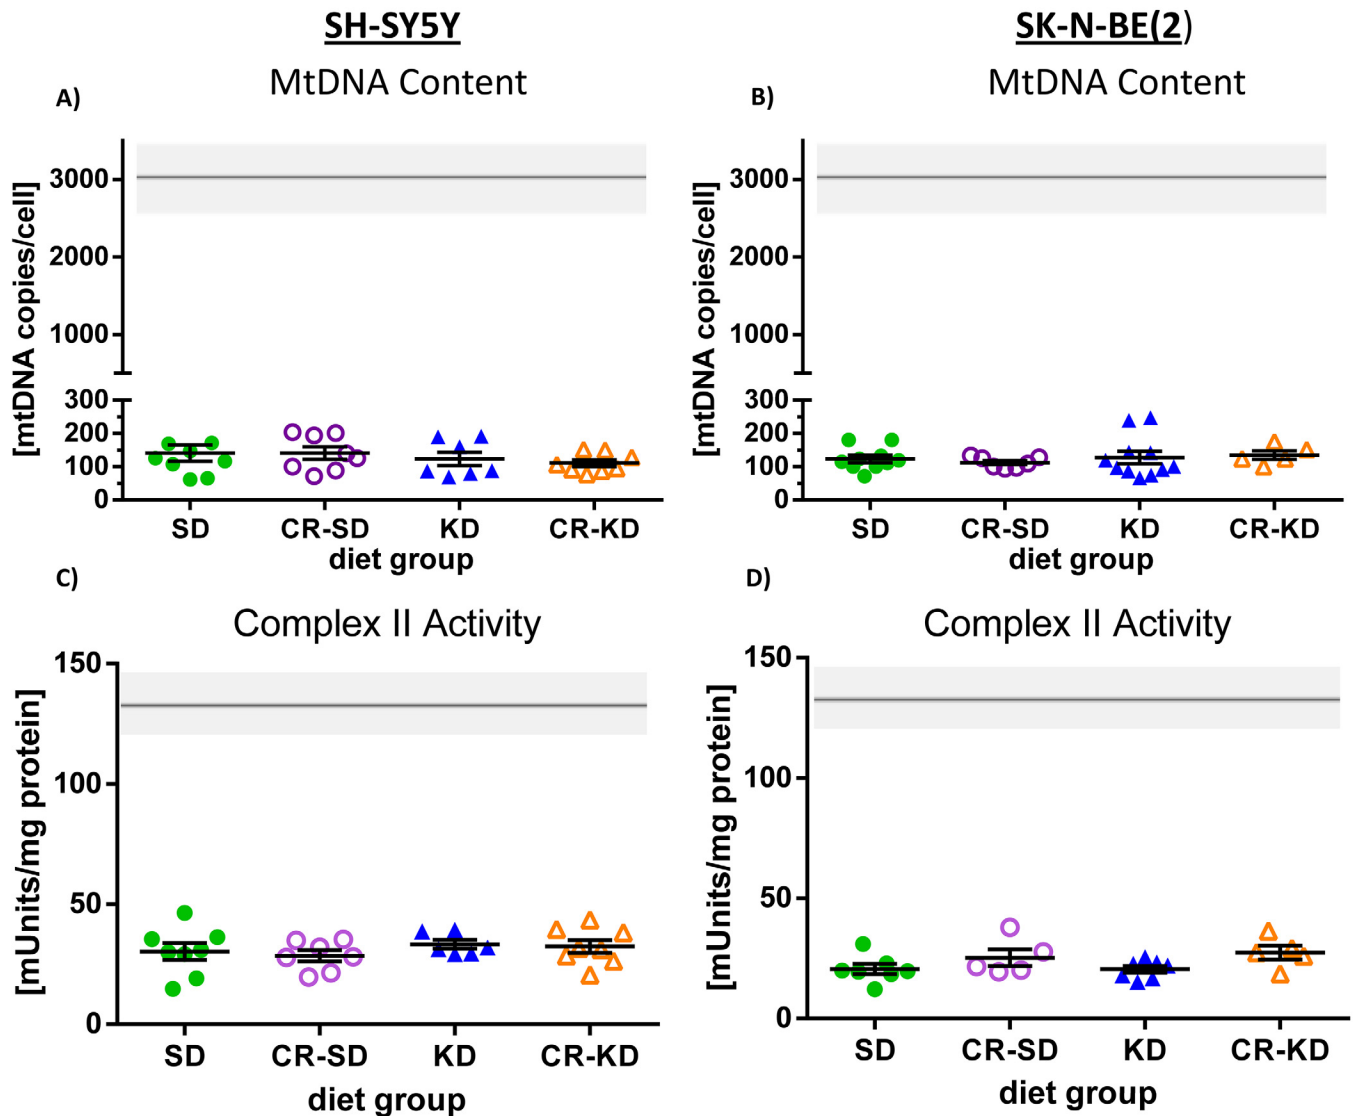 SH-SY5Y
SK-N-BE(2)
MtDNA Content
MtDNA Content
A)
B)
[mtDNA copies/cell]
3000
2000
1000
300
200
100
0
SD CR-SD KD CR-KD
diet group
[mtDNA copies/cell]
3000
2000
1000
300
200
100
0
SD CR-SD KD CR-KD
diet group
C)
D)
Complex II Activity
Complex II Activity
[mUnits/mg protein]
150
100
50
0
SD CR-SD KD CR-KD
diet group
[mUnits/mg protein]
150
100
50
0
SD CR-SD KD CR-KD
diet group